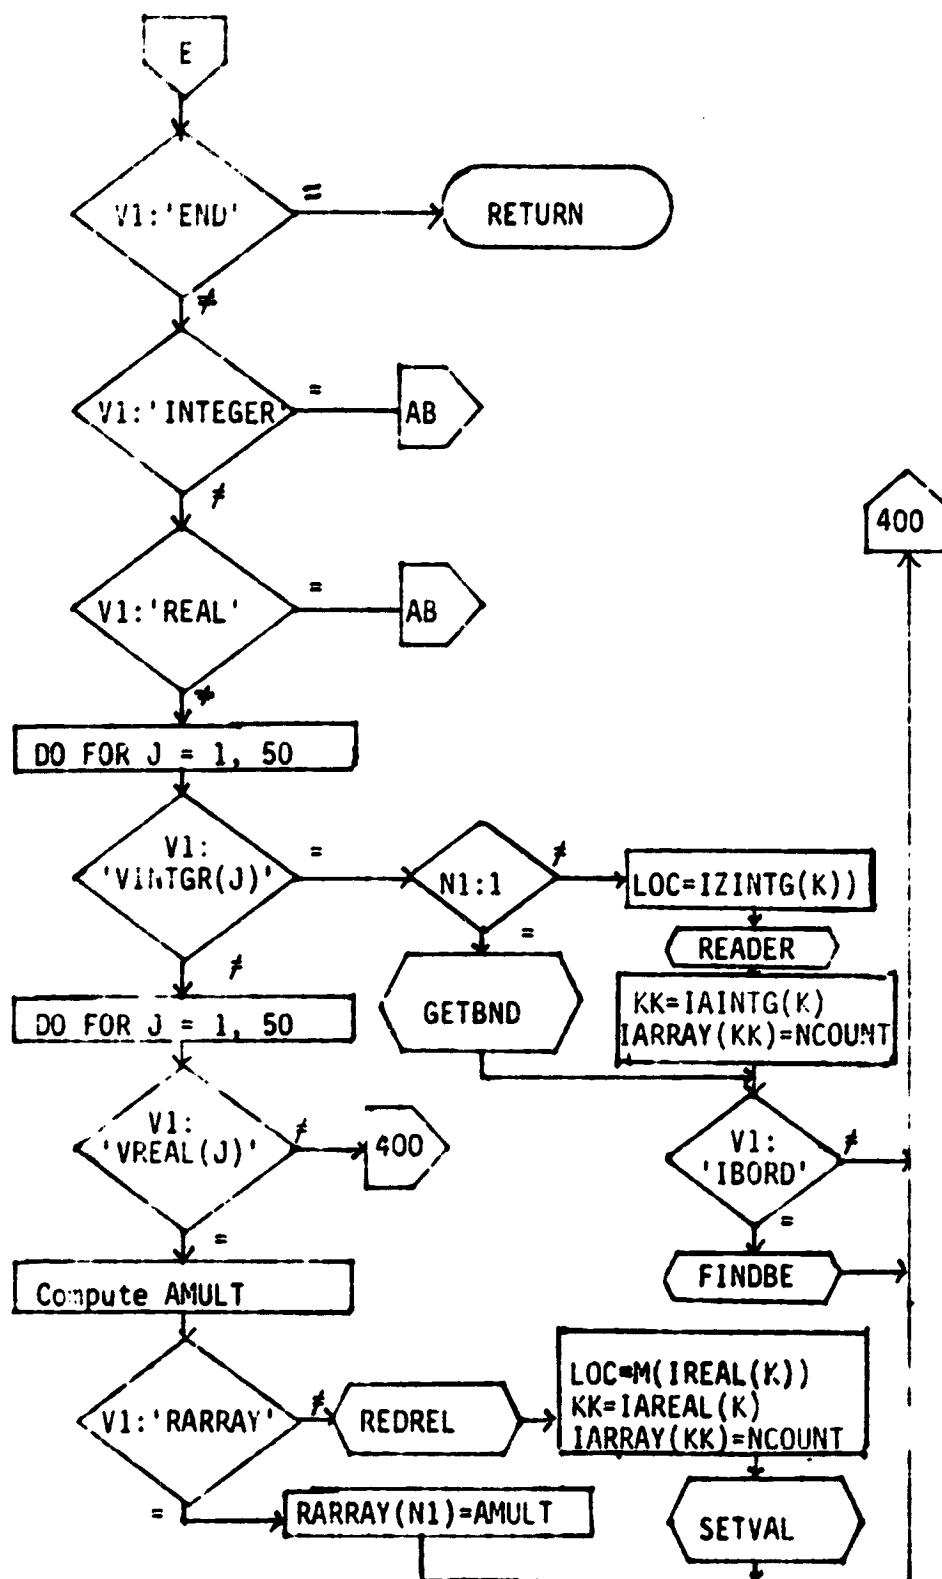 E
V1:'END'
=
RETURN
≠
V1:'INTEGER'
=
AB
≠
400
V1:'REAL'
=
AB
≠
DO FOR J = 1, 50
V1:
'VINTGR(J)'
=
N1:1
≠
LOC=IZINTG(K))
=
READER
≠
GETBND
KK=IAINTG(K)
IARRAY(KK)=NCOUNT
DO FOR J = 1, 50
V1:
'VREAL(J)'
≠
400
V1:
'IBORD'
≠
=
=
FINDBE
Compute AMULT
V1:'RARRAY'
≠
REDREL
LOC=M(IREAL(K))
KK=IAREAL(K)
IARRAY(KK)=NCOUNT
=
RARRAY(N1)=AMULT
SETVAL